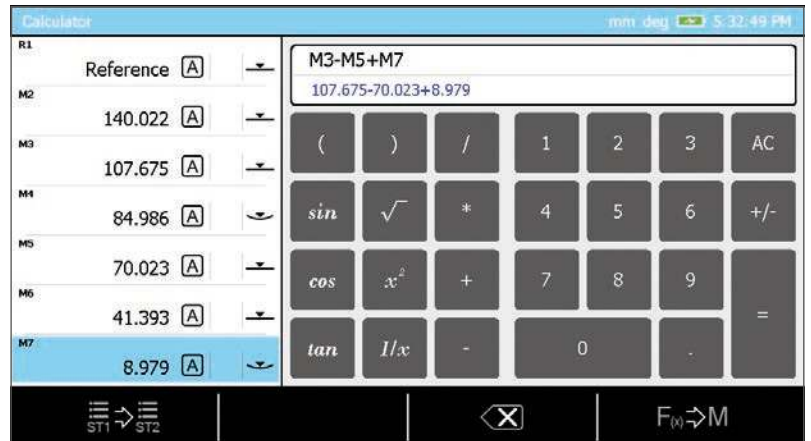 Calculator mm deg 5:32:49 PM
R1
Reference A
M2
140.022 A
M3
107.675 A
M4
84.986 A
M5
70.023 A
M6
41.393 A
M7
8.979 A
M3-M5+M7
107.675-70.023+8.979
( ) / 1 2 3 AC
sin √ * 4 5 6 +/-
cos x² + 7 8 9
=
tan 1/x - 0 .
ST1 ST2
F(x) M